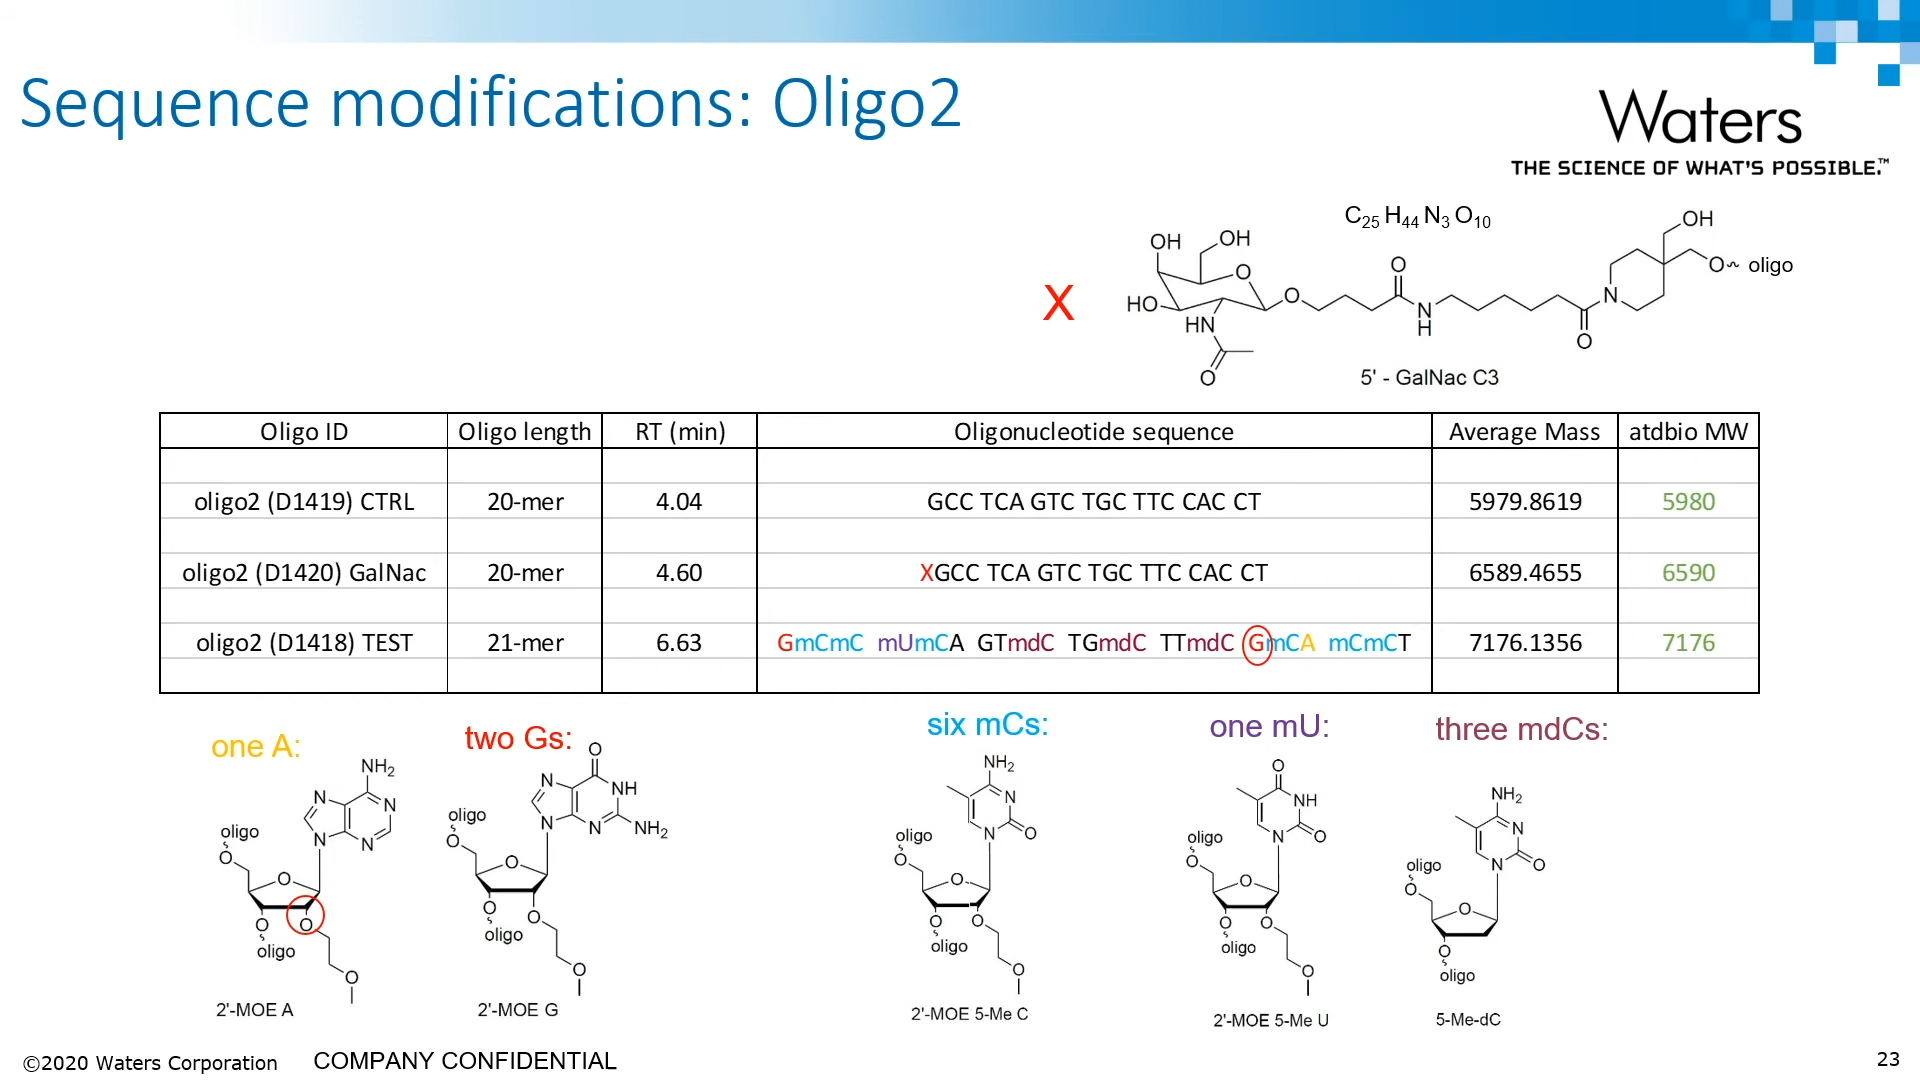 Sequence modifications: Oligo2
Waters
THE SCIENCE OF WHAT'S POSSIBLE.™
C25 H44 N3 O10
X
OH
OH
HO
O
O
HN
O
O
N
H
O
N
OH
O
oligo
5' - GalNac C3
Oligo ID Oligo length RT (min) Oligonucleotide sequence Average Mass atdbio MW
oligo2 (D1419) CTRL 20-mer 4.04 GCC TCA GTC TGC TTC CAC CT 5979.8619 5980
oligo2 (D1420) GalNac 20-mer 4.60 XGCC TCA GTC TGC TTC CAC CT 6589.4655 6590
oligo2 (D1418) TEST 21-mer 6.63 GmCmC mUmCA GTmdC TGmdC TTmdC GmCA mCmCT 7176.1356 7176
one A:
NH2
N
N
N
N
oligo
O
O
O
O
oligo
O
2'-MOE A
two Gs:
O
N
NH
N
N
NH2
oligo
O
O
O
O
oligo
O
2'-MOE G
six mCs:
NH2
N
N
O
oligo
O
O
O
O
oligo
O
2'-MOE 5-Me C
one mU:
O
NH
N
O
oligo
O
O
O
O
oligo
O
2'-MOE 5-Me U
three mdCs:
NH2
N
N
O
oligo
O
O
O
oligo
5-Me-dC
©2020 Waters Corporation COMPANY CONFIDENTIAL
23